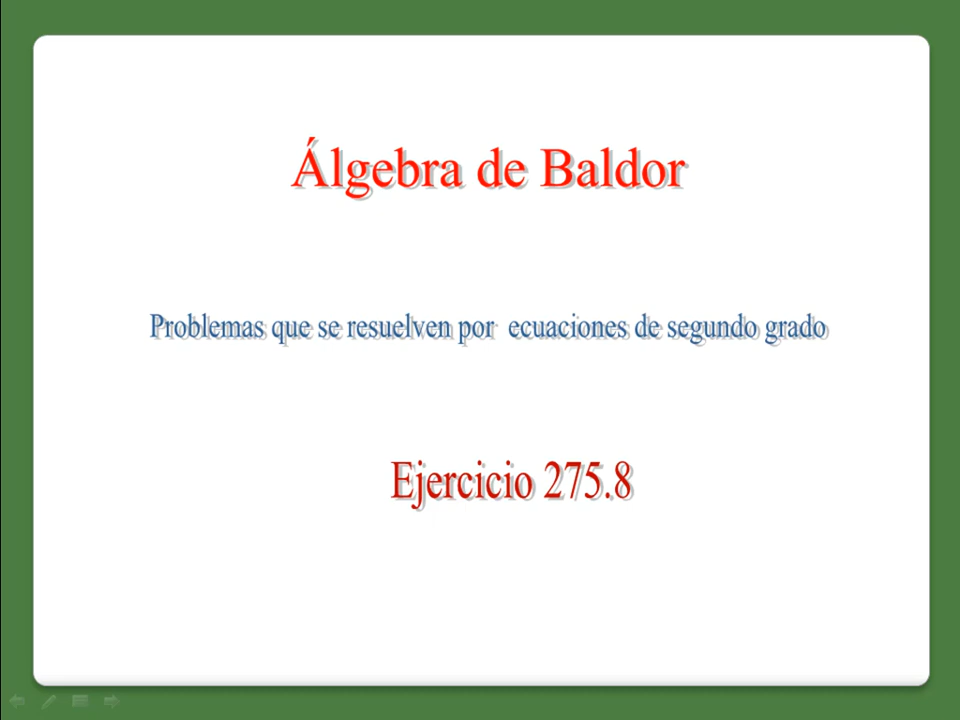 Álgebra de Baldor
Problemas que se resuelven por ecuaciones de segundo grado
Ejercicio 275.8